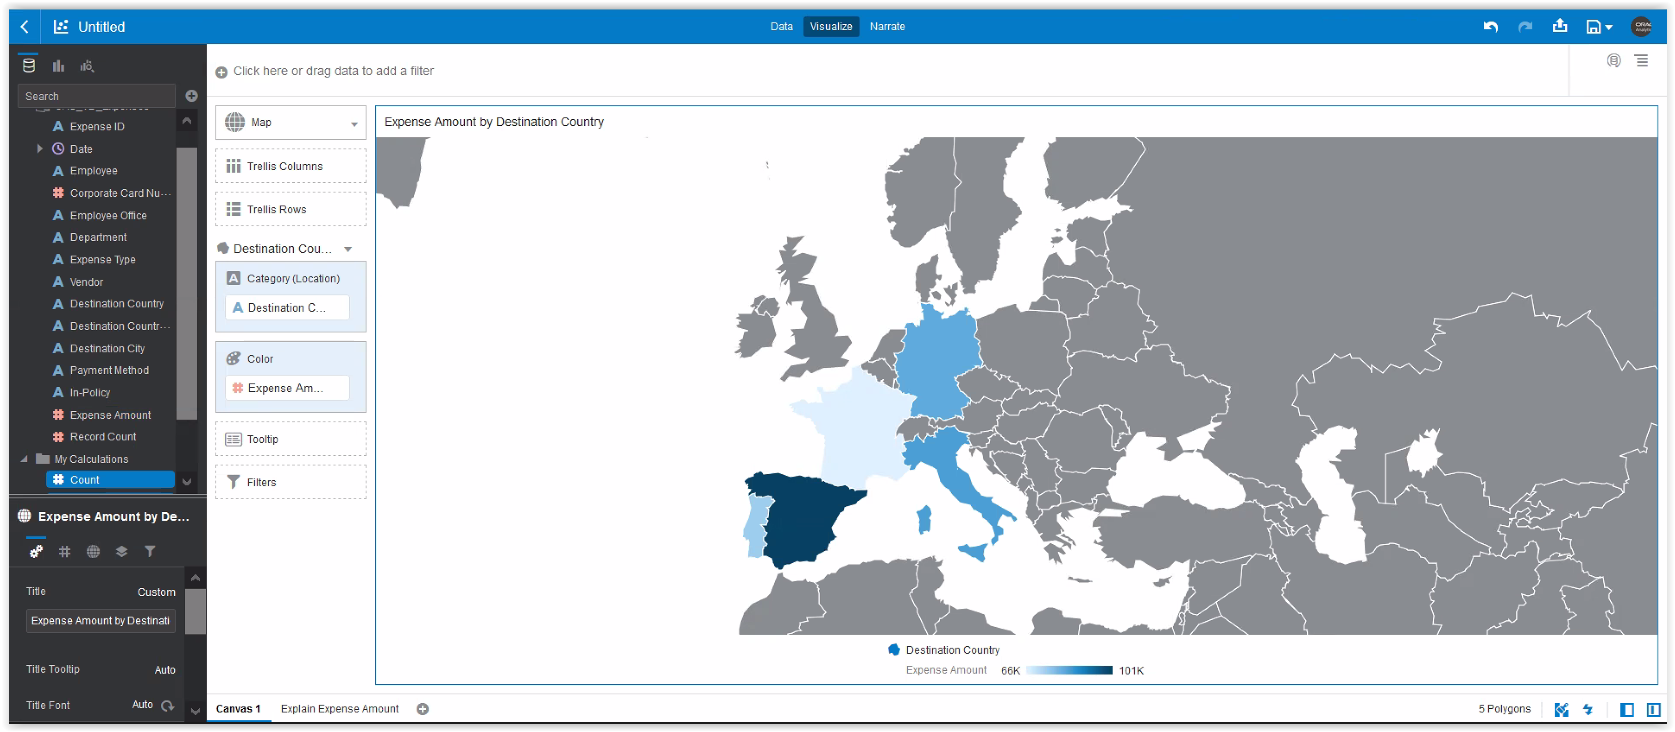 Untitled
Data
Visualize
Narrate
Search
Expense ID
Date
Employee
Corporate Card Nu...
Employee Office
Department
Expense Type
Vendor
Destination Country
Destination Countr...
Destination City
Payment Method
In-Policy
Expense Amount
Record Count
My Calculations
Count
Expense Amount by De...
Title
Custom
Expense Amount by Destinati
Title Tooltip
Auto
Title Font
Auto
Click here or drag data to add a filter
Map
Trellis Columns
Trellis Rows
Destination Cou...
Category (Location)
Destination C...
Color
Expense Am...
Tooltip
Filters
Expense Amount by Destination Country
Destination Country
Expense Amount 66K 101K
Canvas 1
Explain Expense Amount
5 Polygons